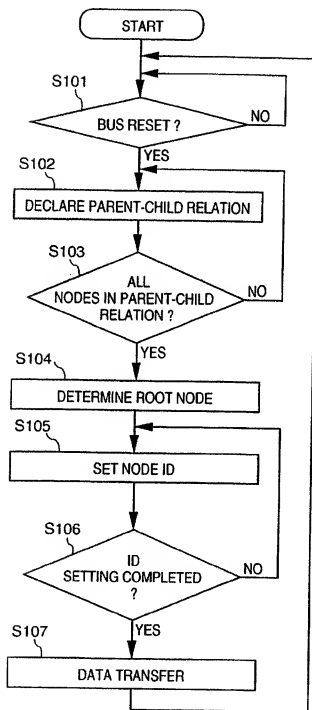 START
S101
BUS RESET ?
NO
YES
S102
DECLARE PARENT-CHILD RELATION
S103
ALL
NODES IN PARENT-CHILD
RELATION ?
NO
YES
S104
DETERMINE ROOT NODE
S105
SET NODE ID
S106
ID
SETTING COMPLETED
?
NO
YES
S107
DATA TRANSFER